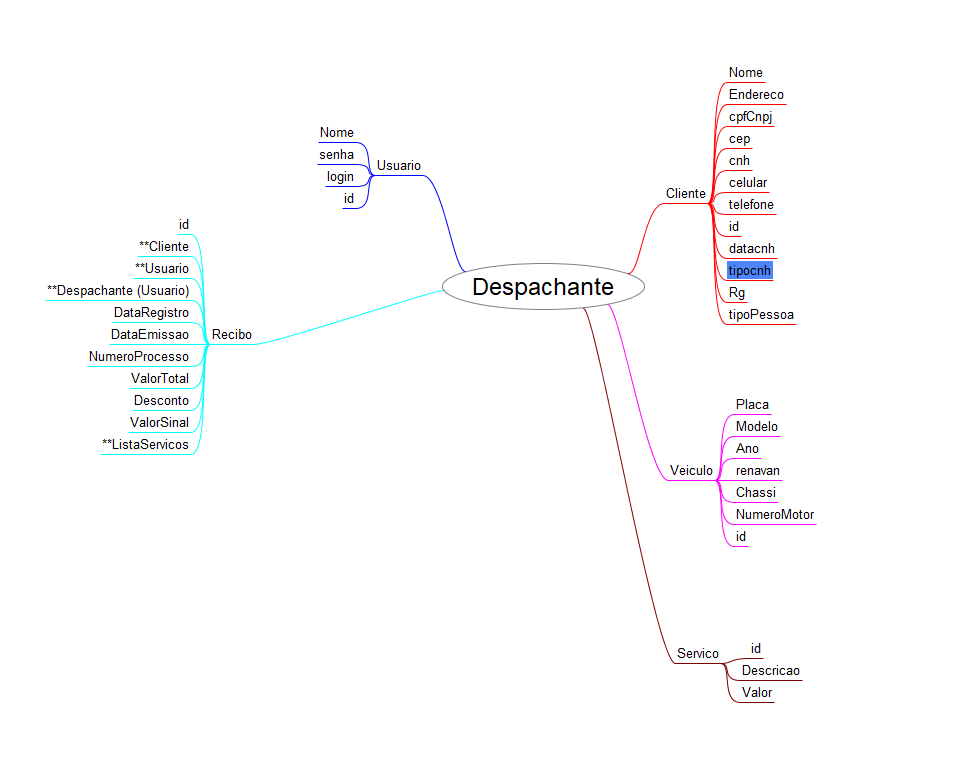 Despachante
Usuario
Nome
senha
login
id
Recibo
id
**Cliente
**Usuario
**Despachante (Usuario)
DataRegistro
DataEmissao
NumeroProcesso
ValorTotal
Desconto
ValorSinal
**ListaServicos
Cliente
Nome
Endereco
cpfCnpj
cep
cnh
celular
telefone
id
datacnh
tipocnh
Rg
tipoPessoa
Veiculo
Placa
Modelo
Ano
renavan
Chassi
NumeroMotor
id
Servico
id
Descricao
Valor